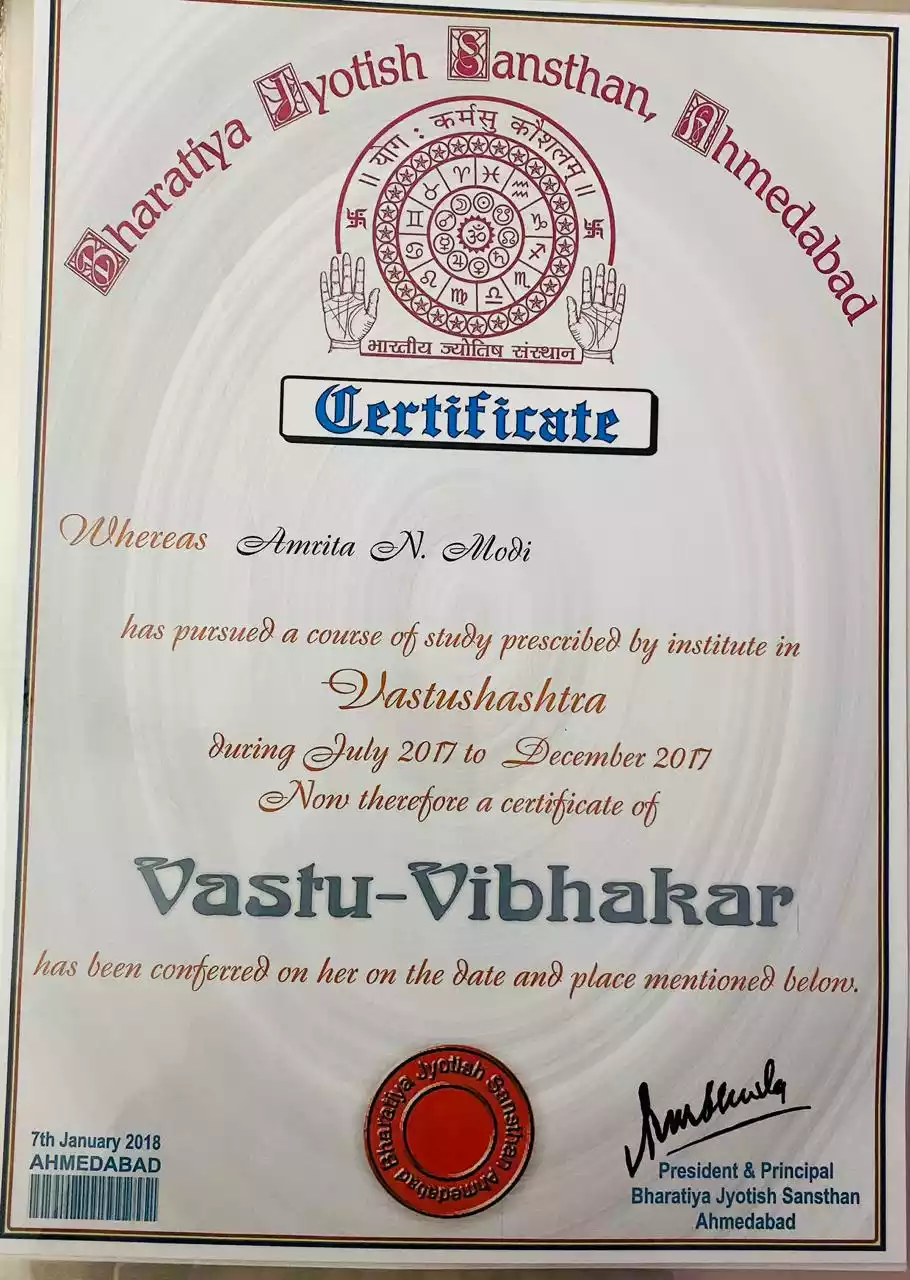 Bharatiya Jyotish Sansthan, Ahmedabad
॥ योग : कर्मसु कौशलम् ॥
ॐ
भारतीय ज्योतिष संस्थान
Certificate
Whereas Amrita N. Modi
has pursued a course of study prescribed by institute in
Vastushashtra
during July 2017 to December 2017
Now therefore a certificate of
Vastu-Vibhakar
has been conferred on her on the date and place mentioned below.
Bharatiya Jyotish Sansthan Ahmedabad
7th January 2018
AHMEDABAD
President & Principal
Bharatiya Jyotish Sansthan
Ahmedabad